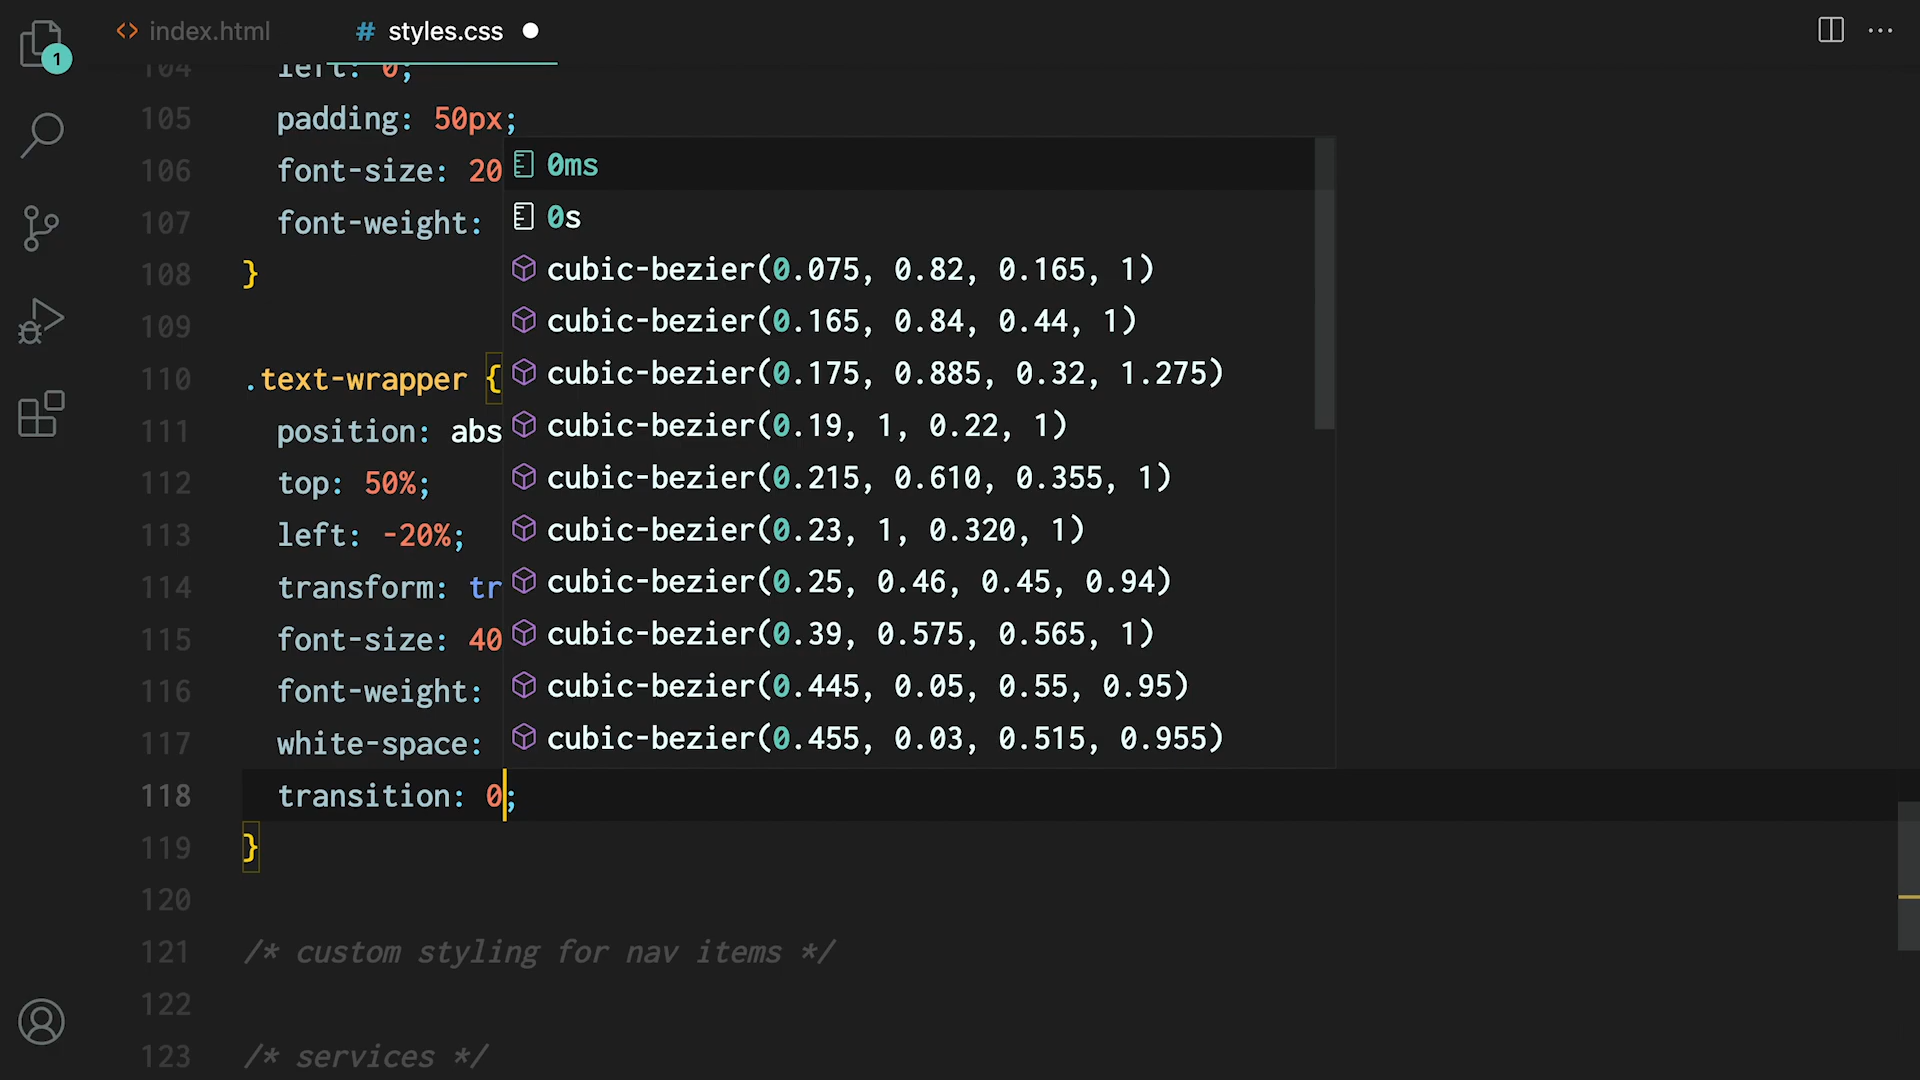 <> index.html # styles.css
1
104 left: 0;
105 padding: 50px;
106 font-size: 20
107 font-weight:
108 }
109
110 .text-wrapper {
111 position: abs
112 top: 50%;
113 left: -20%;
114 transform: tr
115 font-size: 40
116 font-weight:
117 white-space:
118 transition: 0;
119 }
120
121 /* custom styling for nav items */
122
123 /* services */
0ms
0s
cubic-bezier(0.075, 0.82, 0.165, 1)
cubic-bezier(0.165, 0.84, 0.44, 1)
cubic-bezier(0.175, 0.885, 0.32, 1.275)
cubic-bezier(0.19, 1, 0.22, 1)
cubic-bezier(0.215, 0.610, 0.355, 1)
cubic-bezier(0.23, 1, 0.320, 1)
cubic-bezier(0.25, 0.46, 0.45, 0.94)
cubic-bezier(0.39, 0.575, 0.565, 1)
cubic-bezier(0.445, 0.05, 0.55, 0.95)
cubic-bezier(0.455, 0.03, 0.515, 0.955)